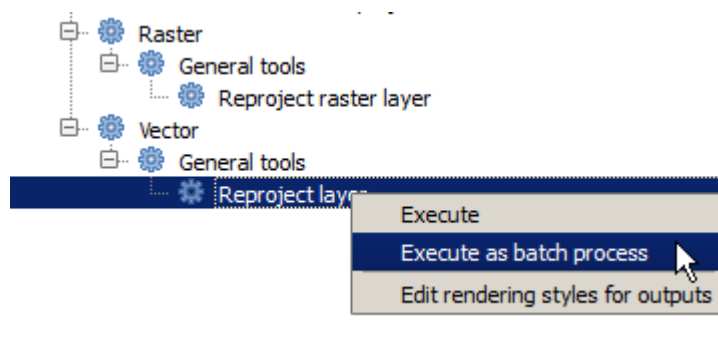 Raster
General tools
Reproject raster layer
Vector
General tools
Reproject layer
Execute
Execute as batch process
Edit rendering styles for outputs